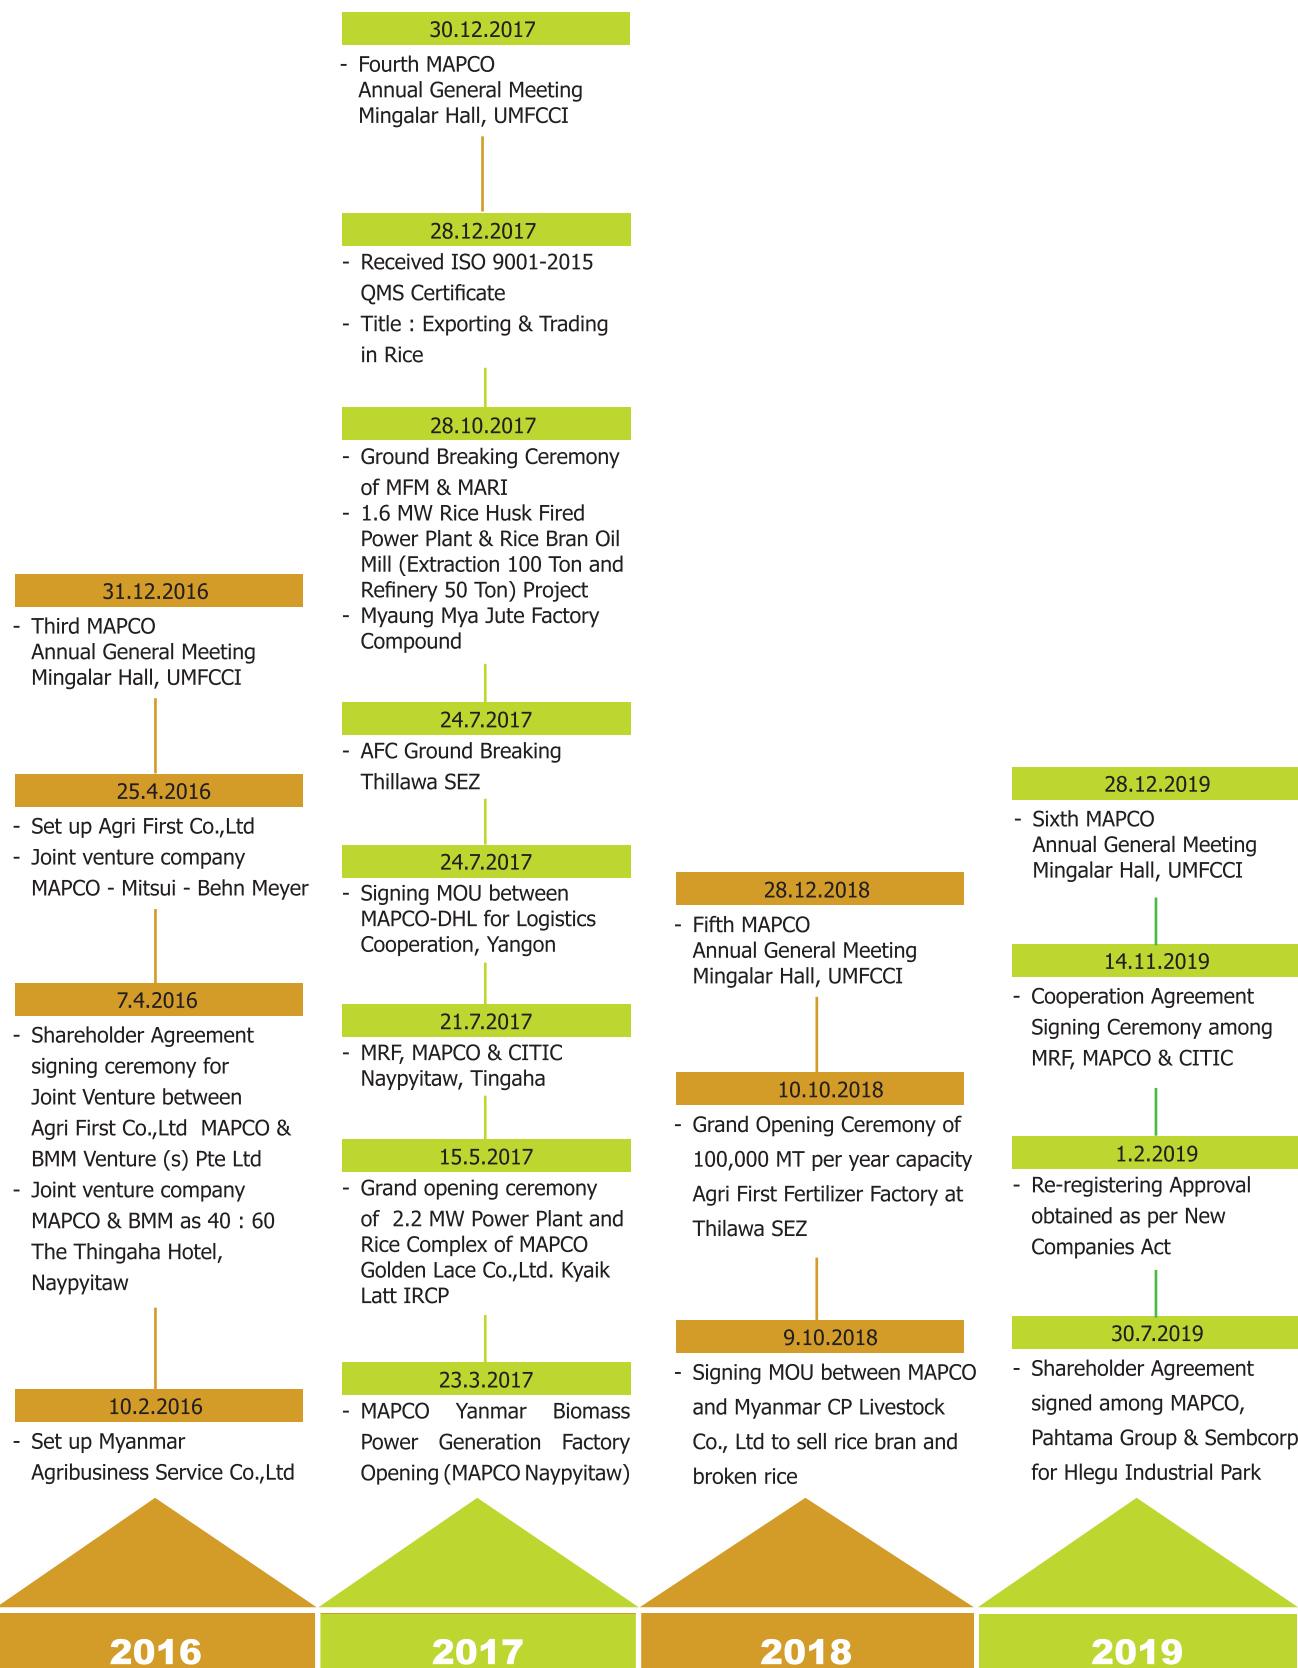 31.12.2016
- Third MAPCO
Annual General Meeting
Mingalar Hall, UMFCCI
25.4.2016
- Set up Agri First Co.,Ltd
- Joint venture company
MAPCO - Mitsui - Behn Meyer
7.4.2016
- Shareholder Agreement
signing ceremony for
Joint Venture between
Agri First Co.,Ltd MAPCO &
BMM Venture (s) Pte Ltd
- Joint venture company
MAPCO & BMM as 40 : 60
The Thingaha Hotel,
Naypyitaw
10.2.2016
- Set up Myanmar
Agribusiness Service Co.,Ltd
2016
30.12.2017
- Fourth MAPCO
Annual General Meeting
Mingalar Hall, UMFCCI
28.12.2017
- Received ISO 9001-2015
QMS Certificate
- Title : Exporting & Trading
in Rice
28.10.2017
- Ground Breaking Ceremony
of MFM & MARI
- 1.6 MW Rice Husk Fired
Power Plant & Rice Bran Oil
Mill (Extraction 100 Ton and
Refinery 50 Ton) Project
- Myaung Mya Jute Factory
Compound
24.7.2017
- AFC Ground Breaking
Thillawa SEZ
24.7.2017
- Signing MOU between
MAPCO-DHL for Logistics
Cooperation, Yangon
21.7.2017
- MRF, MAPCO & CITIC
Naypyitaw, Tingaha
15.5.2017
- Grand opening ceremony
of 2.2 MW Power Plant and
Rice Complex of MAPCO
Golden Lace Co.,Ltd. Kyaik
Latt IRCP
23.3.2017
- MAPCO Yanmar Biomass
Power Generation Factory
Opening (MAPCO Naypyitaw)
2017
28.12.2018
- Fifth MAPCO
Annual General Meeting
Mingalar Hall, UMFCCI
10.10.2018
- Grand Opening Ceremony of
100,000 MT per year capacity
Agri First Fertilizer Factory at
Thilawa SEZ
9.10.2018
- Signing MOU between MAPCO
and Myanmar CP Livestock
Co., Ltd to sell rice bran and
broken rice
2018
28.12.2019
- Sixth MAPCO
Annual General Meeting
Mingalar Hall, UMFCCI
14.11.2019
- Cooperation Agreement
Signing Ceremony among
MRF, MAPCO & CITIC
1.2.2019
- Re-registering Approval
obtained as per New
Companies Act
30.7.2019
- Shareholder Agreement
signed among MAPCO,
Pahtama Group & Sembcorp
for Hlegu Industrial Park
2019